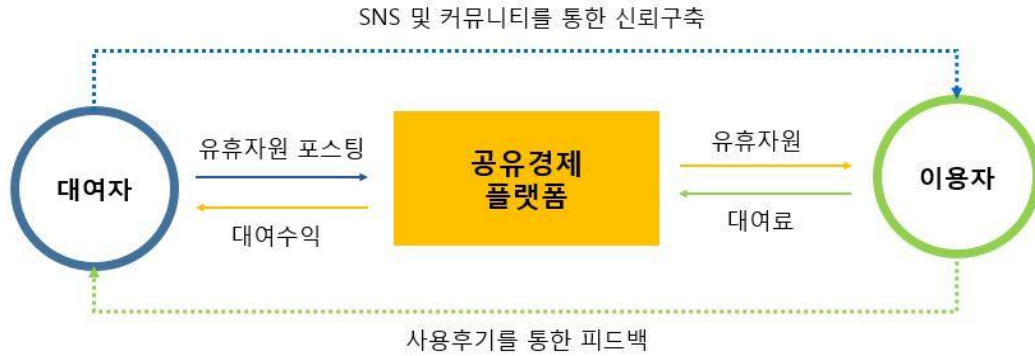 SNS 및 커뮤니티를 통한 신뢰구축
유휴자원 포스팅
유휴자원
공유경제
플랫폼
대여자
이용자
대여수익
대여료
사용후기를 통한 피드백